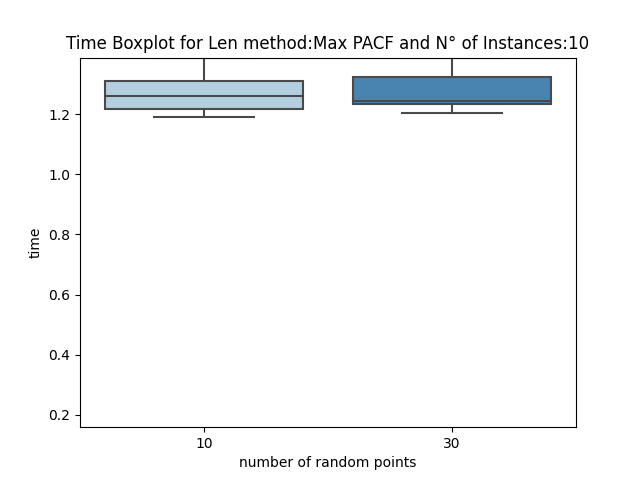 Time Boxplot for Len method:Max PACF and N° of Instances:10
1.2
1.0
0.8
0.6
0.4
0.2
time
10
30
number of random points